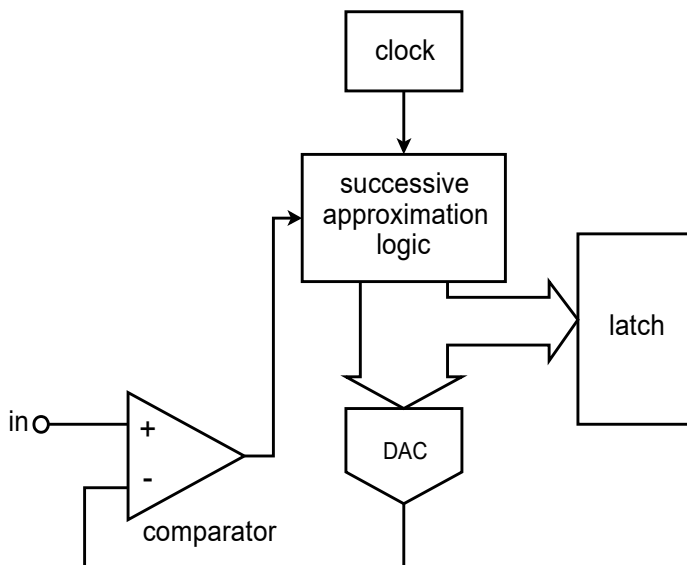 clock
successive
approximation
logic
latch
in
+
-
DAC
comparator